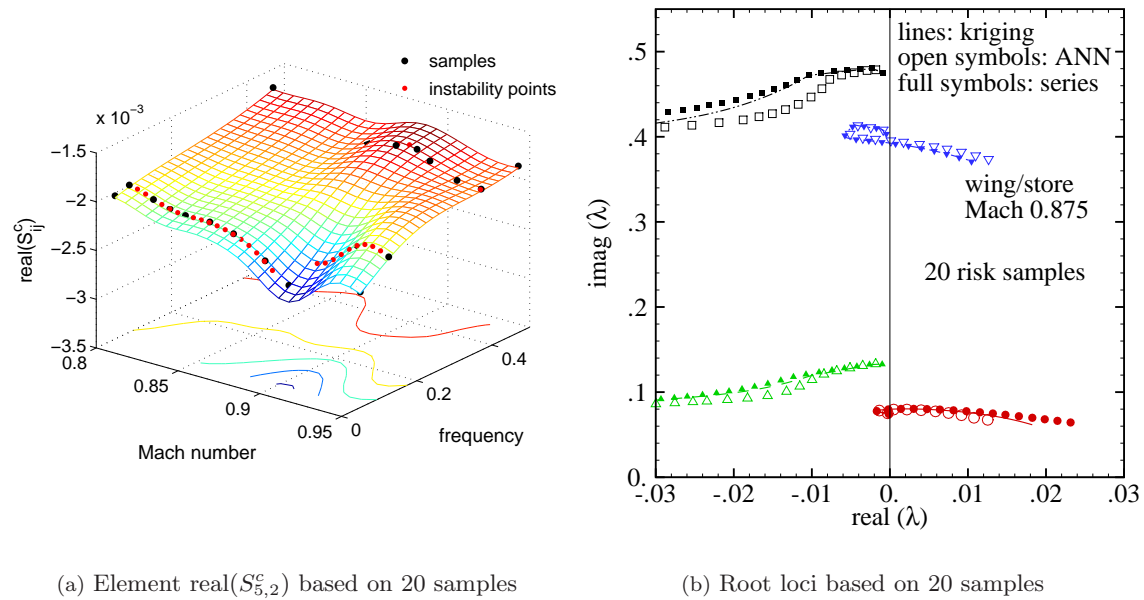 samples
instability points
x 10⁻³
−1.5
−2
−2.5
−3
−3.5
real(Sᶜᵢⱼ)
0.8
0.85
0.9
0.95
Mach number
0
0.2
0.4
frequency
lines: kriging
open symbols: ANN
full symbols: series
wing/store
Mach 0.875
20 risk samples
.5
.4
.3
.2
.1
0.
imag (λ)
-.03 -.02 -.01 0. .01 .02 .03
real (λ)
(a) Element real(Sᶜ₅,₂) based on 20 samples
(b) Root loci based on 20 samples